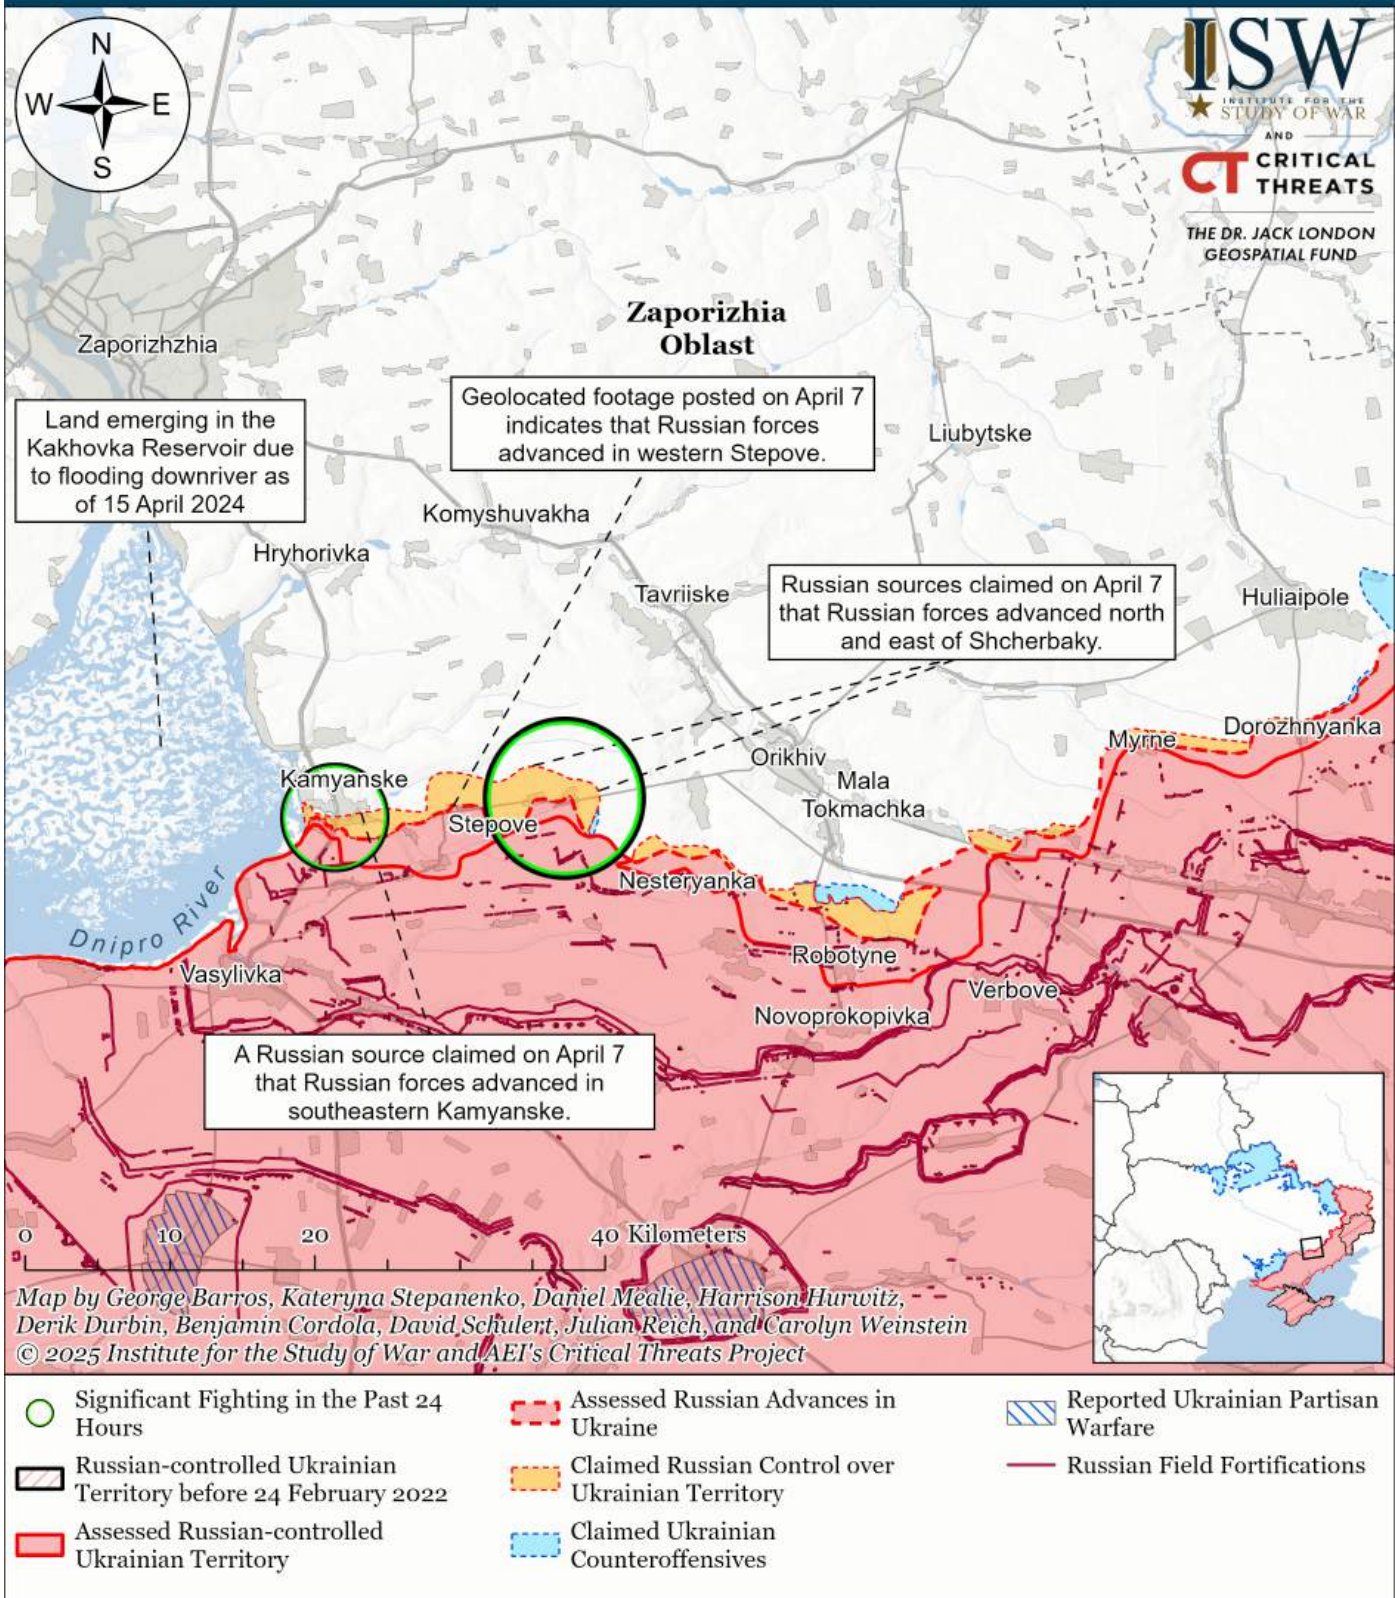 N
W
E
S
ISW
INSTITUTE FOR THE
STUDY OF WAR
AND
CT CRITICAL
THREATS
THE DR. JACK LONDON
GEOSPATIAL FUND
Zaporizhia
Oblast
Zaporizhzhia
Geolocated footage posted on April 7
indicates that Russian forces
advanced in western Stepove.
Land emerging in the
Kakhovka Reservoir due
to flooding downriver as
of 15 April 2024
Liubytske
Komyshuvakha
Hryhorivka
Tavriiske
Russian sources claimed on April 7
that Russian forces advanced north
and east of Shcherbaky.
Huliaipole
Dorozhnyanka
Myrne
Orikhiv
Kamyanske
Mala
Tokmachka
Stepove
Nesteryanka
Dnipro River
Robotyne
Vasylivka
Verbove
Novoprokopivka
A Russian source claimed on April 7
that Russian forces advanced in
southeastern Kamyanske.
0 10 20 40 Kilometers
Map by George Barros, Kateryna Stepanenko, Daniel Mealie, Harrison Hurwitz,
Derik Durbin, Benjamin Cordola, David Schulert, Julian Reich, and Carolyn Weinstein
© 2025 Institute for the Study of War and AEI's Critical Threats Project
Significant Fighting in the Past 24
Hours
Russian-controlled Ukrainian
Territory before 24 February 2022
Assessed Russian-controlled
Ukrainian Territory
Assessed Russian Advances in
Ukraine
Claimed Russian Control over
Ukrainian Territory
Claimed Ukrainian
Counteroffensives
Reported Ukrainian Partisan
Warfare
Russian Field Fortifications